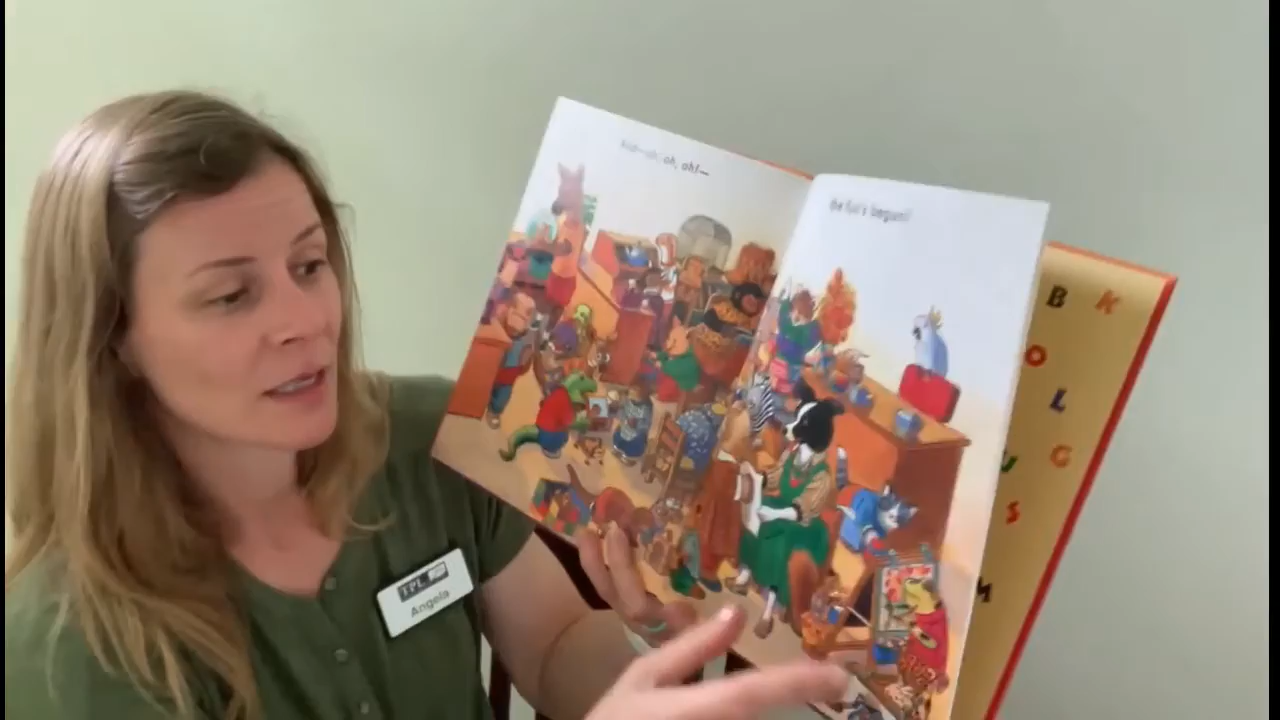 oh, oh!—
the fun's begun!
B K
O
L
U G
S
M
TPL
Angela